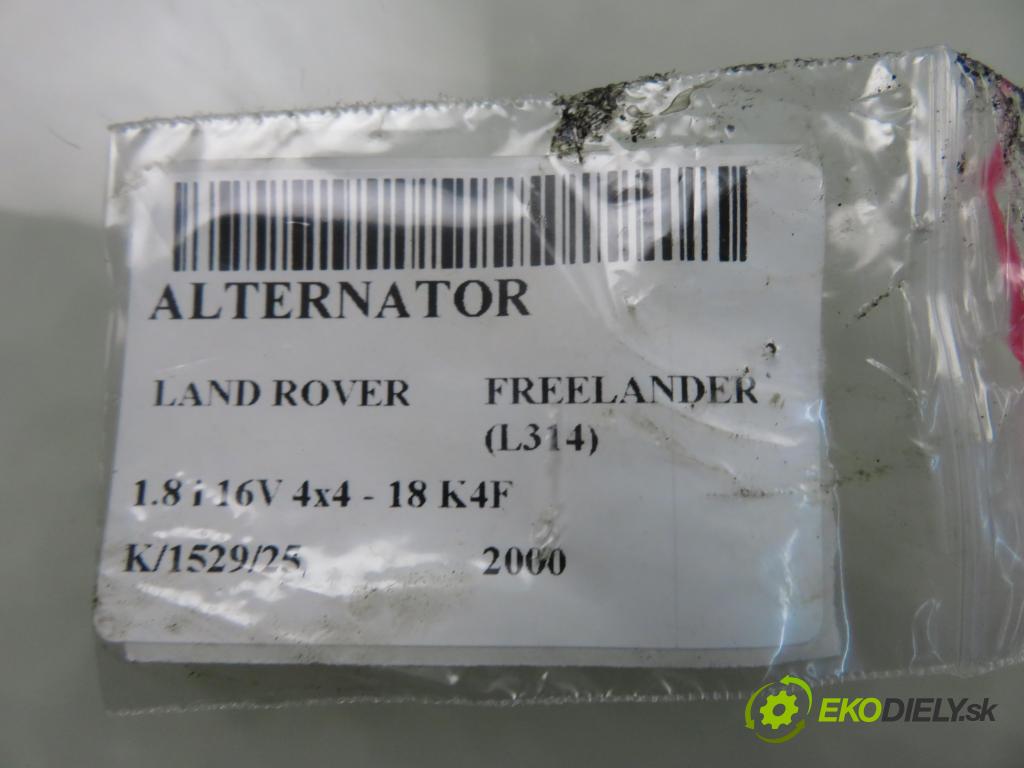 ALTERNATOR
LAND ROVER FREELANDER
(L314)
1.8 i 16V 4x4 - 18 K4F
K/1529/25 2000
EKODIELY.sk